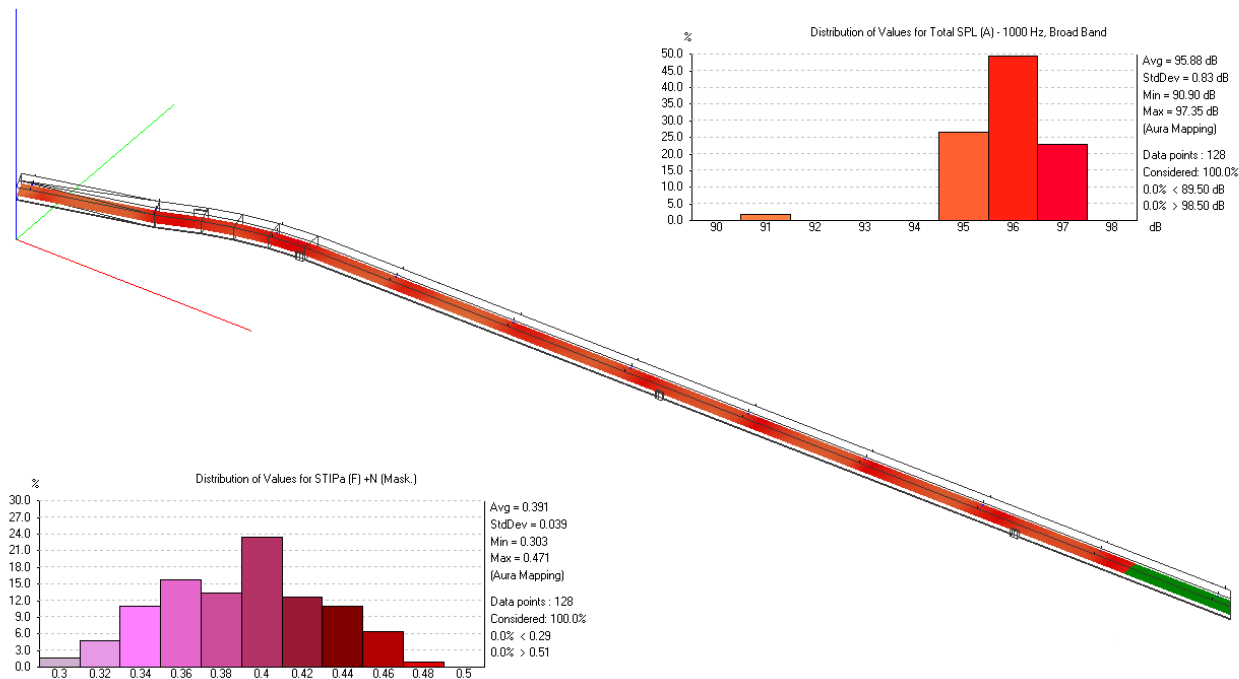 Distribution of Values for Total SPL (A) - 1000 Hz, Broad Band
%
50.0
45.0
40.0
35.0
30.0
25.0
20.0
15.0
10.0
5.0
0.0
90 91 92 93 94 95 96 97 98 dB
Avg = 95.88 dB
StdDev = 0.83 dB
Min = 90.90 dB
Max = 97.35 dB
(Aura Mapping)
Data points : 128
Considered: 100.0%
0.0% < 89.50 dB
0.0% > 98.50 dB
Distribution of Values for STIPa (F) +N (Mask.)
%
30.0
27.0
24.0
21.0
18.0
15.0
12.0
9.0
6.0
3.0
0.0
0.3 0.32 0.34 0.36 0.38 0.4 0.42 0.44 0.46 0.48 0.5
Avg = 0.391
StdDev = 0.039
Min = 0.303
Max = 0.471
(Aura Mapping)
Data points : 128
Considered: 100.0%
0.0% < 0.29
0.0% > 0.51